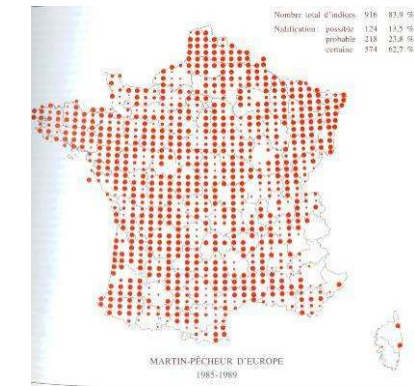 Nombre total d'indices 916 83,9 %
Nidification possible 124 13,5 %
probable 218 23,8 %
certaine 574 62,7 %
MARTIN-PÊCHEUR D'EUROPE
1985-1989